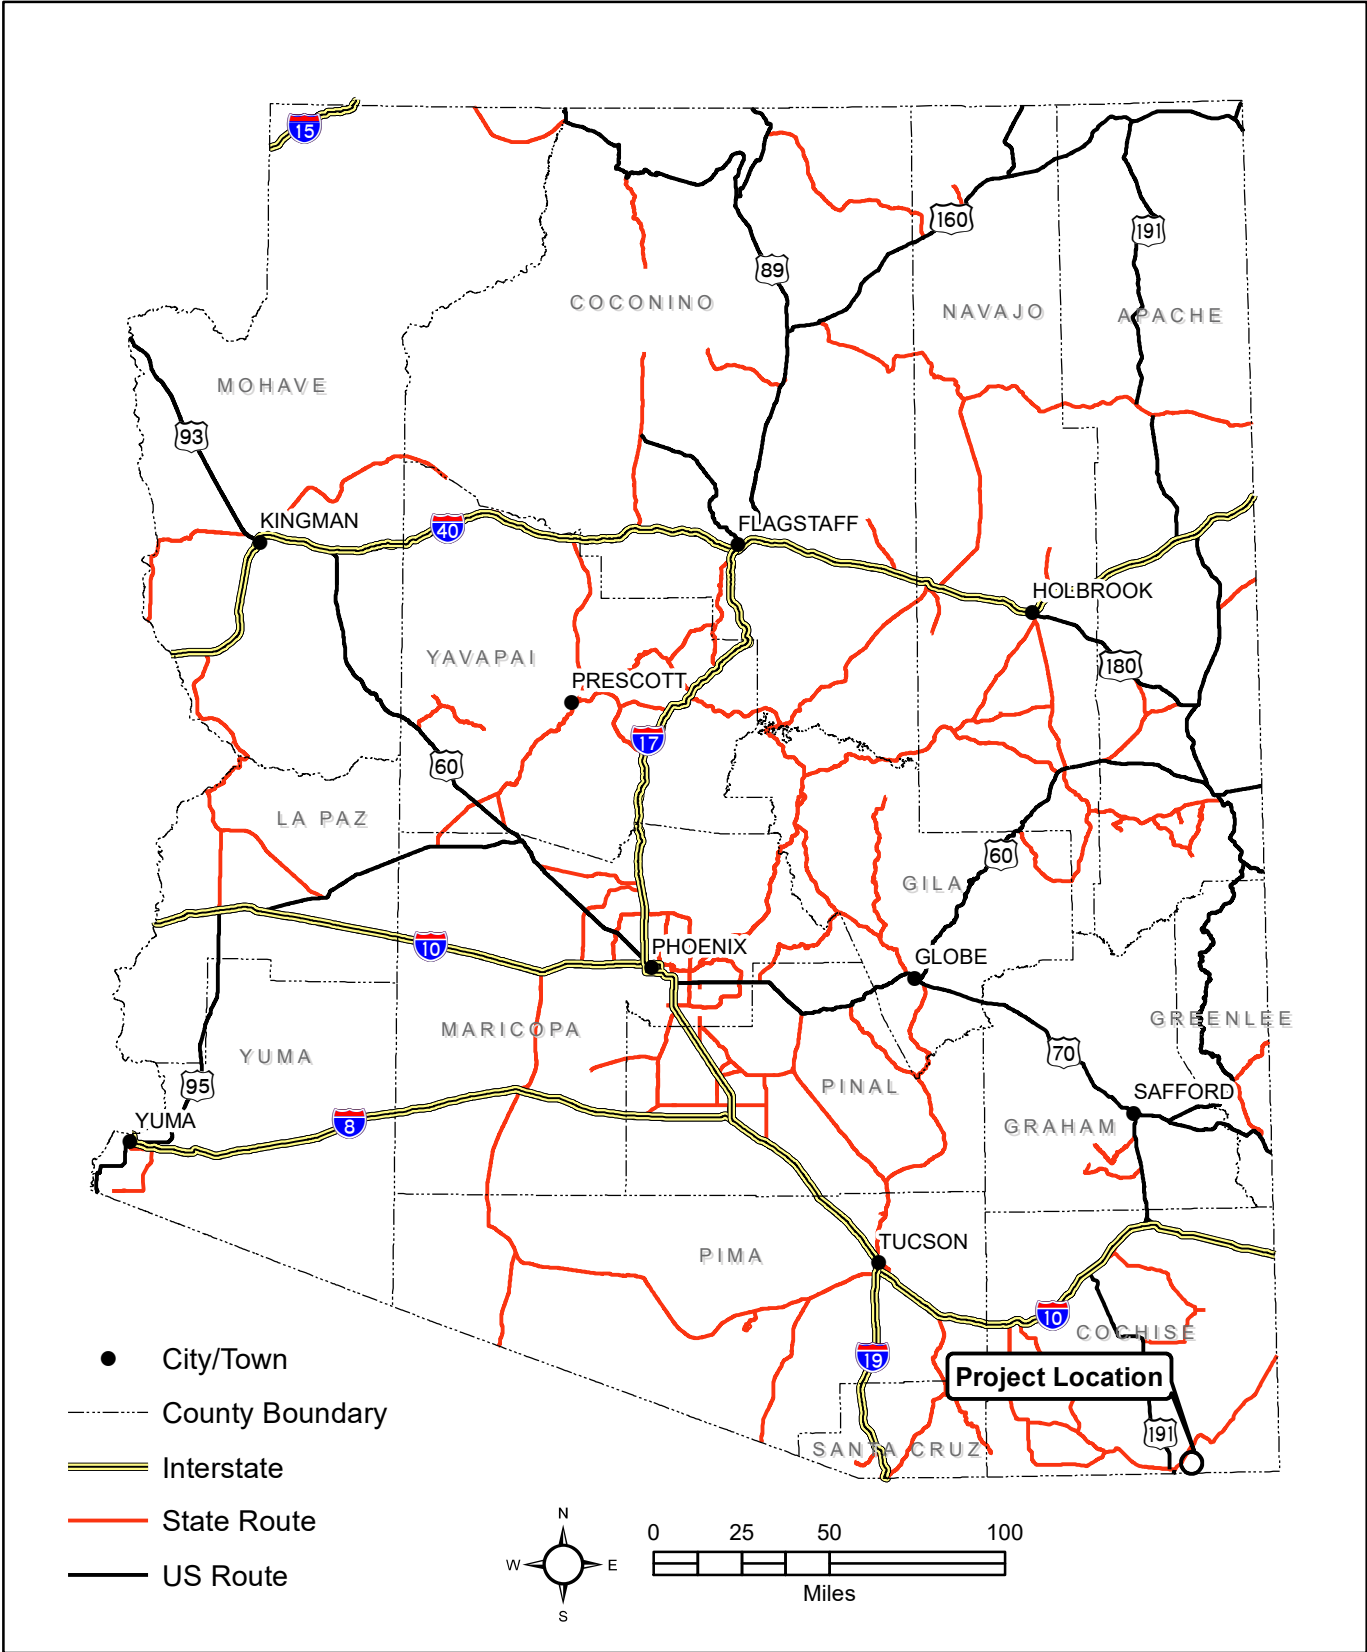 15
160
191
89
COCONINO
NAVAJO
APACHE
MOHAVE
93
KINGMAN
40
FLAGSTAFF
HOLBROOK
YAVAPAI
180
PRESCOTT
17
60
LA PAZ
60
GILA
10
PHOENIX
GLOBE
MARICOPA
GREENLEE
YUMA
70
95
PINAL
SAFFORD
YUMA
8
GRAHAM
TUCSON
PIMA
10
COCHISE
19
Project Location
191
SANTA CRUZ
City/Town
County Boundary
Interstate
State Route
US Route
N
W E
S
0 25 50 100
Miles